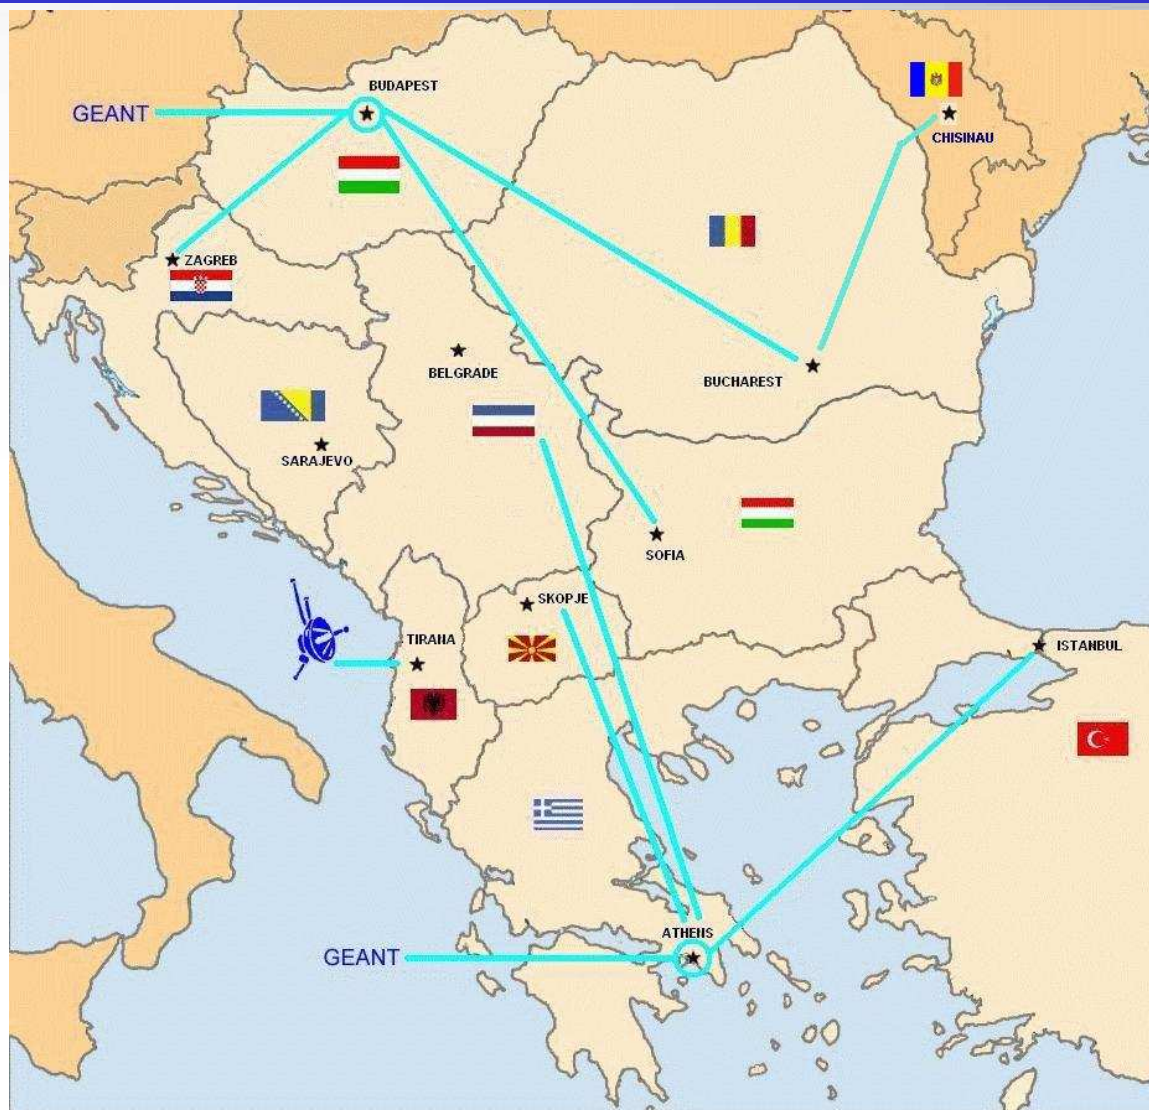 BUDAPEST
GEANT
CHISINAU
ZAGREB
BELGRADE
BUCHAREST
SARAJEVO
SOFIA
SKOPJE
TIRANA
ISTANBUL
ATHENS
GEANT